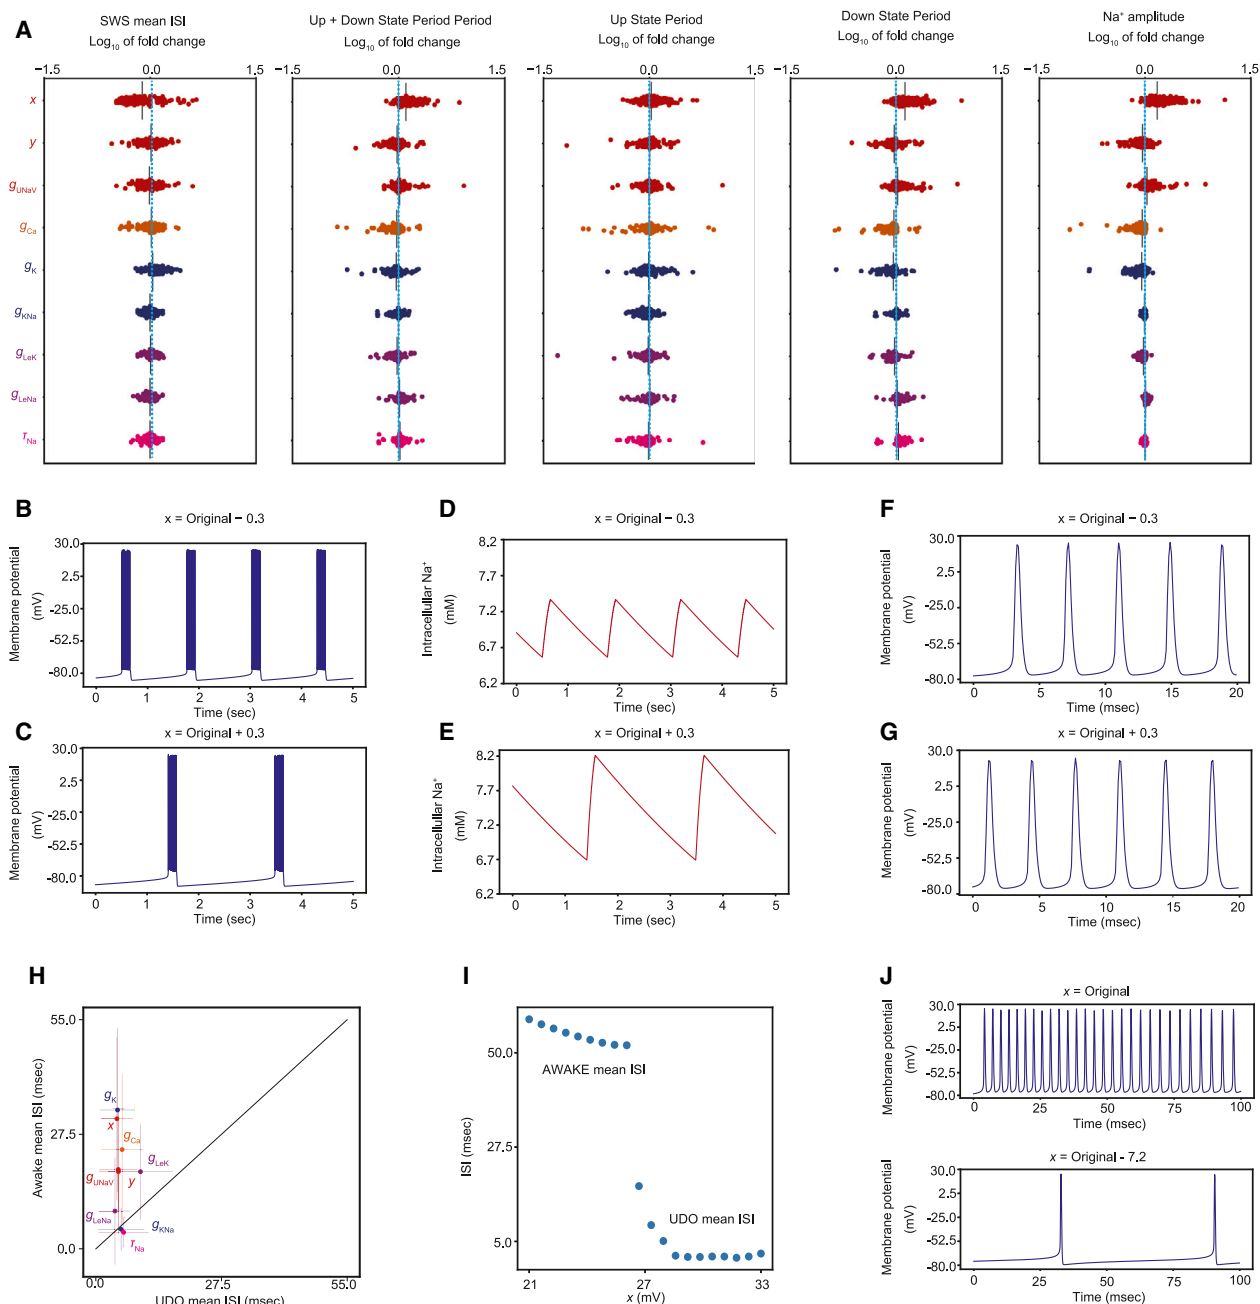 A
SWS mean ISI
Log10 of fold change
−1.5 0.0 1.5
Up + Down State Period Period
Log10 of fold change
−1.5 0.0 1.5
Up State Period
Log10 of fold change
−1.5 0.0 1.5
Down State Period
Log10 of fold change
−1.5 0.0 1.5
Na+ amplitude
Log10 of fold change
−1.5 0.0 1.5
x
y
gUNaV
gCa
gK
gKNa
gLeK
gLeNa
τNa
B
x = Original − 0.3
Membrane potential
(mV)
30.0
2.5
-25.0
-52.5
-80.0
0 1 2 3 4 5
Time (sec)
C
x = Original + 0.3
Membrane potential
(mV)
30.0
2.5
-25.0
-52.5
-80.0
0 1 2 3 4 5
Time (sec)
D
x = Original − 0.3
Intracellular Na+
(mM)
8.2
7.7
7.2
6.7
6.2
0 1 2 3 4 5
Time (sec)
E
x = Original + 0.3
Intracellular Na+
(mM)
8.2
7.7
7.2
6.7
6.2
0 1 2 3 4 5
Time (sec)
F
x = Original − 0.3
Membrane potential
(mV)
30.0
2.5
-25.0
-52.5
-80.0
0 5 10 15 20
Time (msec)
G
x = Original + 0.3
Membrane potential
(mV)
30.0
2.5
-25.0
-52.5
-80.0
0 5 10 15 20
Time (msec)
H
Awake mean ISI (msec)
55.0
27.5
0.0
gK
x
gCa
gLeK
gUNaV
y
gLeNa
gKNa
τNa
0.0 27.5 55.0
UDO mean ISI (msec)
I
ISI (msec)
50.0
27.5
5.0
AWAKE mean ISI
UDO mean ISI
21 27 33
x (mV)
J
x = Original
Membrane potential
(mV)
30.0
2.5
-25.0
-52.5
-80.0
0 25 50 75 100
Time (msec)
x = Original - 7.2
Membrane potential
(mV)
30.0
2.5
-25.0
-52.5
-80.0
0 25 50 75 100
Time (msec)